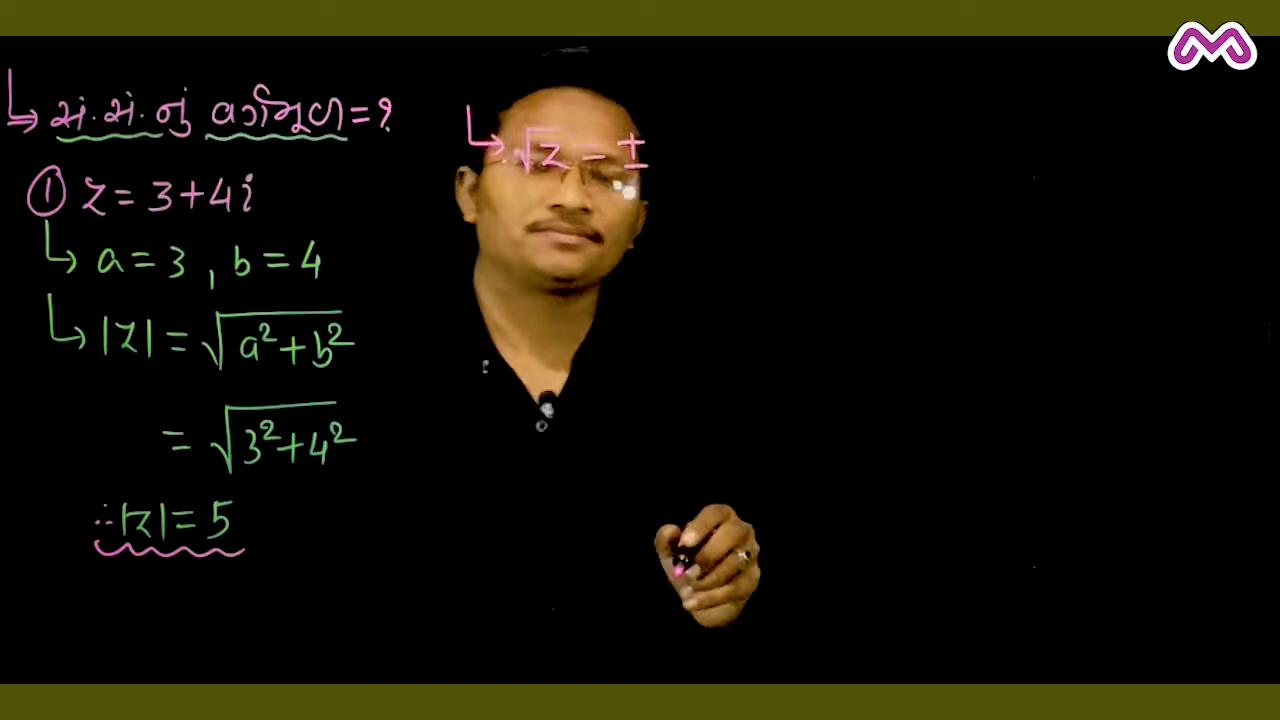 સં. સં. નું વર્ગમૂળ = ?
① z = 3 + 4i
a = 3 , b = 4
|z| = √(a² + b²)
= √(3² + 4²)
∴ |z| = 5
√z - ±